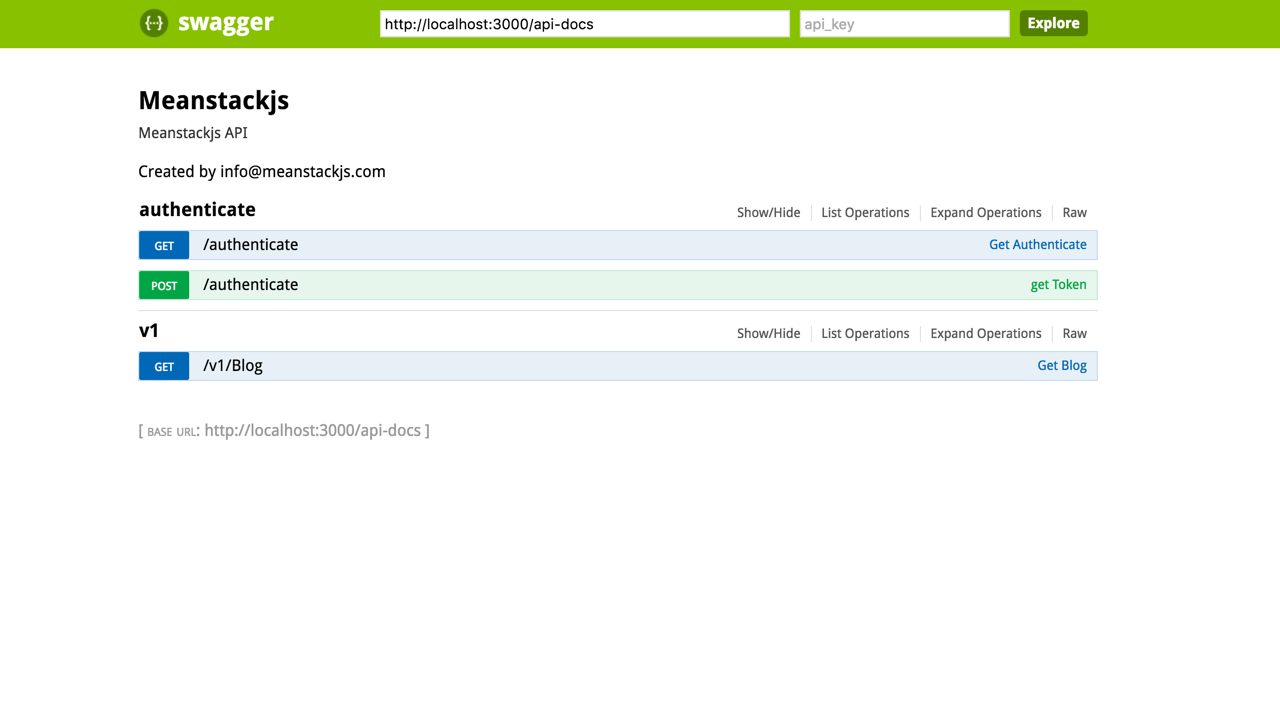 {···} swagger http://localhost:3000/api-docs api_key Explore
Meanstackjs
Meanstackjs API
Created by info@meanstackjs.com
authenticate Show/Hide List Operations Expand Operations Raw
GET /authenticate Get Authenticate
POST /authenticate get Token
v1 Show/Hide List Operations Expand Operations Raw
GET /v1/Blog Get Blog
[ BASE URL: http://localhost:3000/api-docs ]